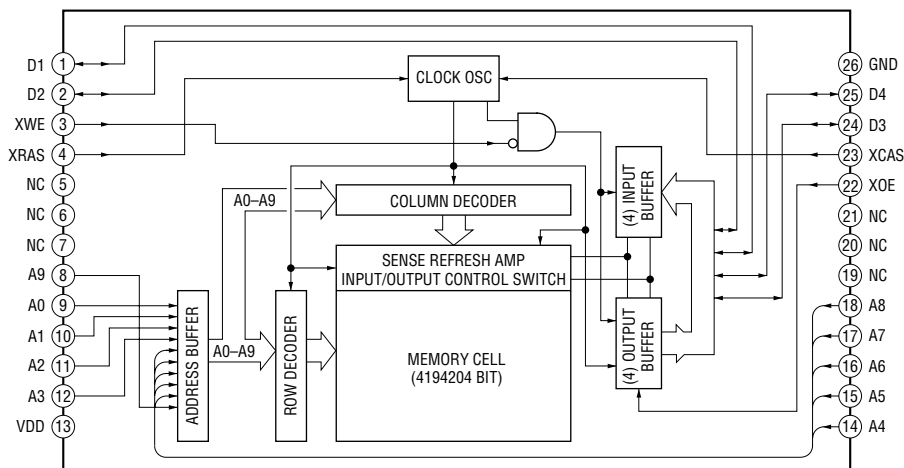 D1 1
D2 2
XWE 3
XRAS 4
NC 5
NC 6
NC 7
A9 8
A0 9
A1 10
A2 11
A3 12
VDD 13
CLOCK OSC
A0–A9
COLUMN DECODER
SENSE REFRESH AMP
INPUT/OUTPUT CONTROL SWITCH
ADDRESS BUFFER
A0–A9
ROW DECODER
MEMORY CELL
(4194204 BIT)
(4) INPUT
BUFFER
(4) OUTPUT
BUFFER
26 GND
25 D4
24 D3
23 XCAS
22 XOE
21 NC
20 NC
19 NC
18 A8
17 A7
16 A6
15 A5
14 A4